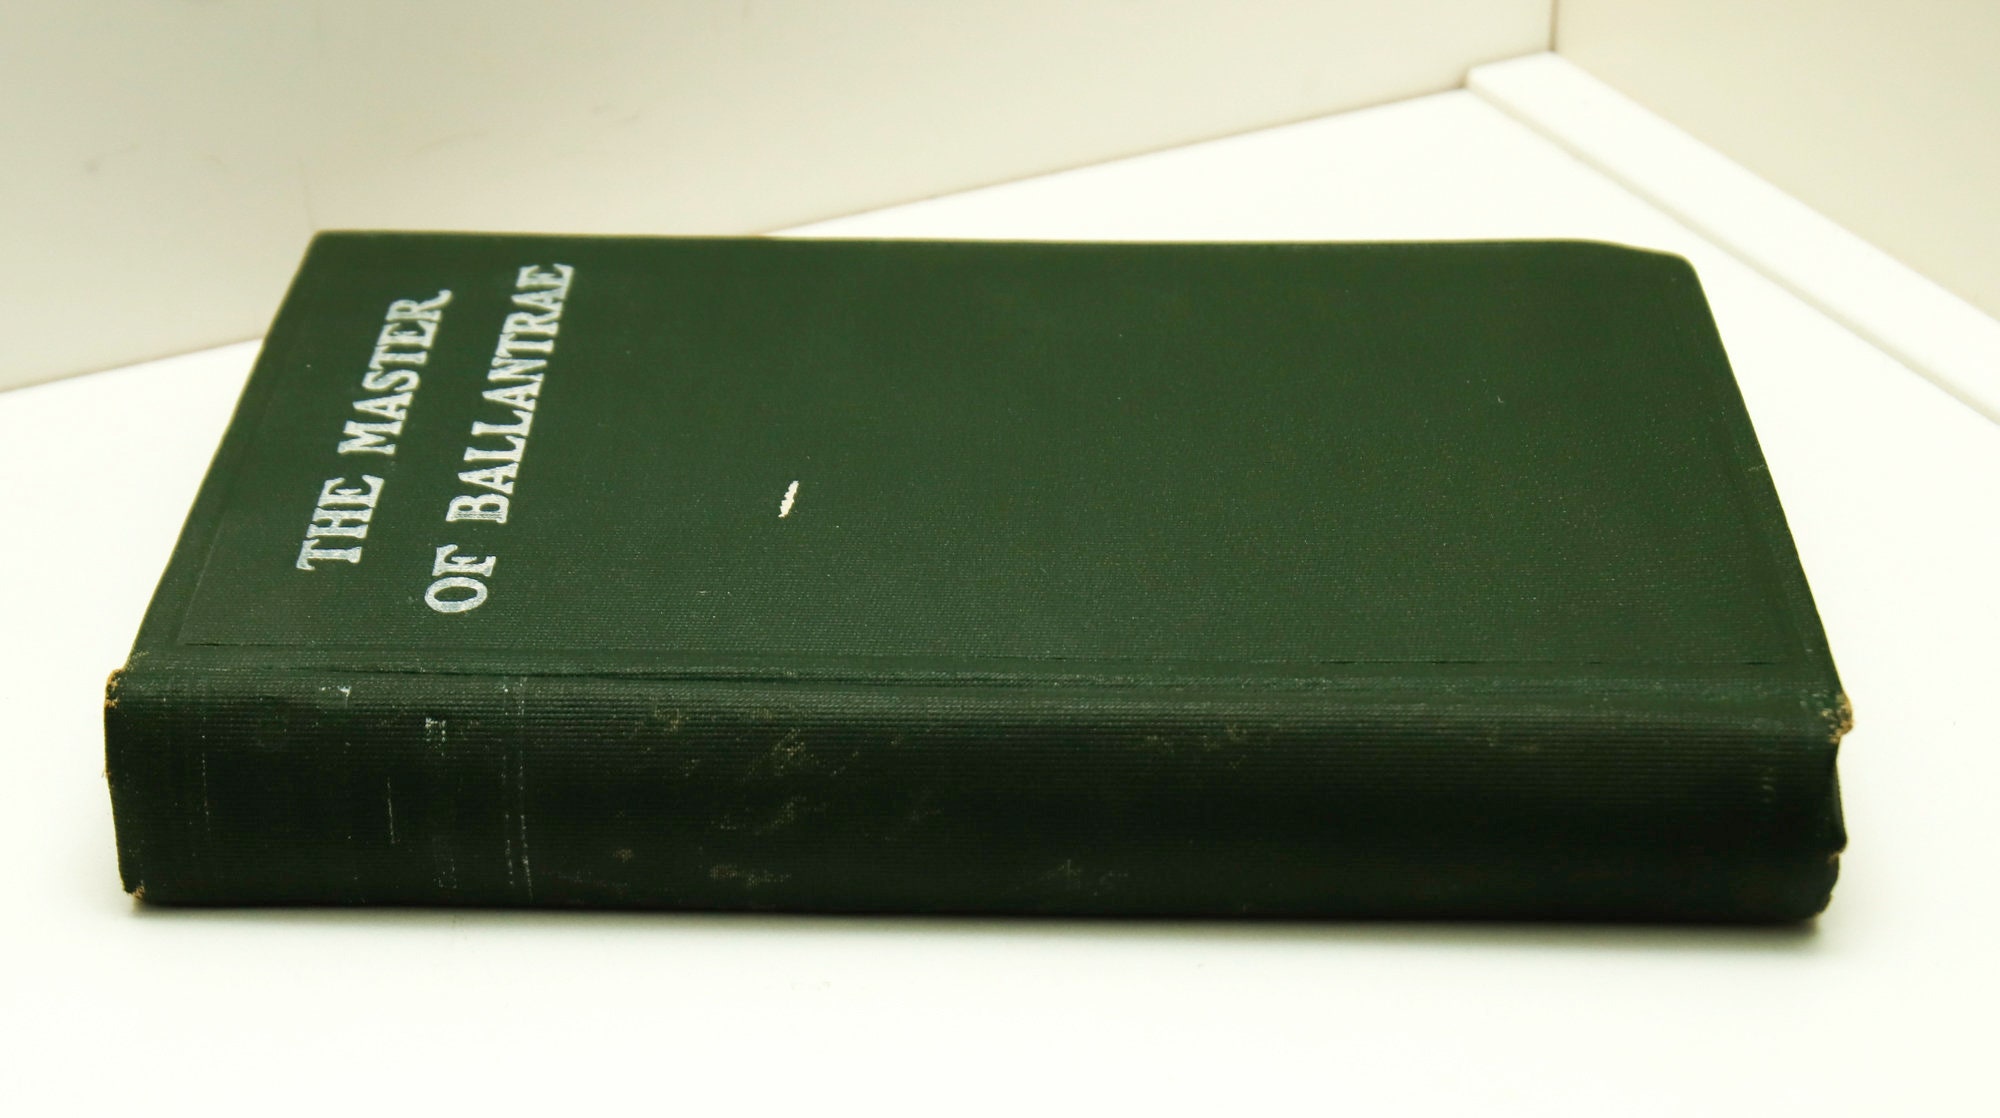 THE MASTER
OF BALLANTRAE